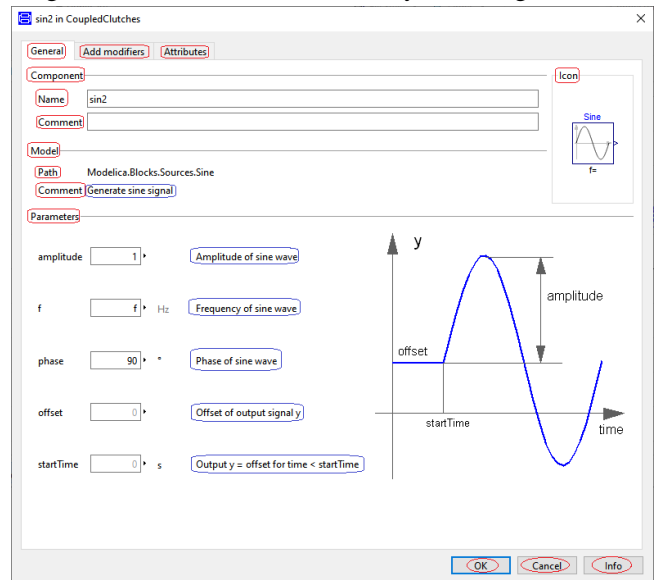 sin2 in CoupledClutches
General Add modifiers Attributes
Component
Icon
Name sin2
Comment
Sine
f=
Model
Path Modelica.Blocks.Sources.Sine
Comment Generate sine signal
Parameters
amplitude 1 Amplitude of sine wave
f f Hz Frequency of sine wave
phase 90 ° Phase of sine wave
offset 0 Offset of output signal y
startTime 0 s Output y = offset for time < startTime
y
amplitude
offset
startTime
time
OK Cancel Info